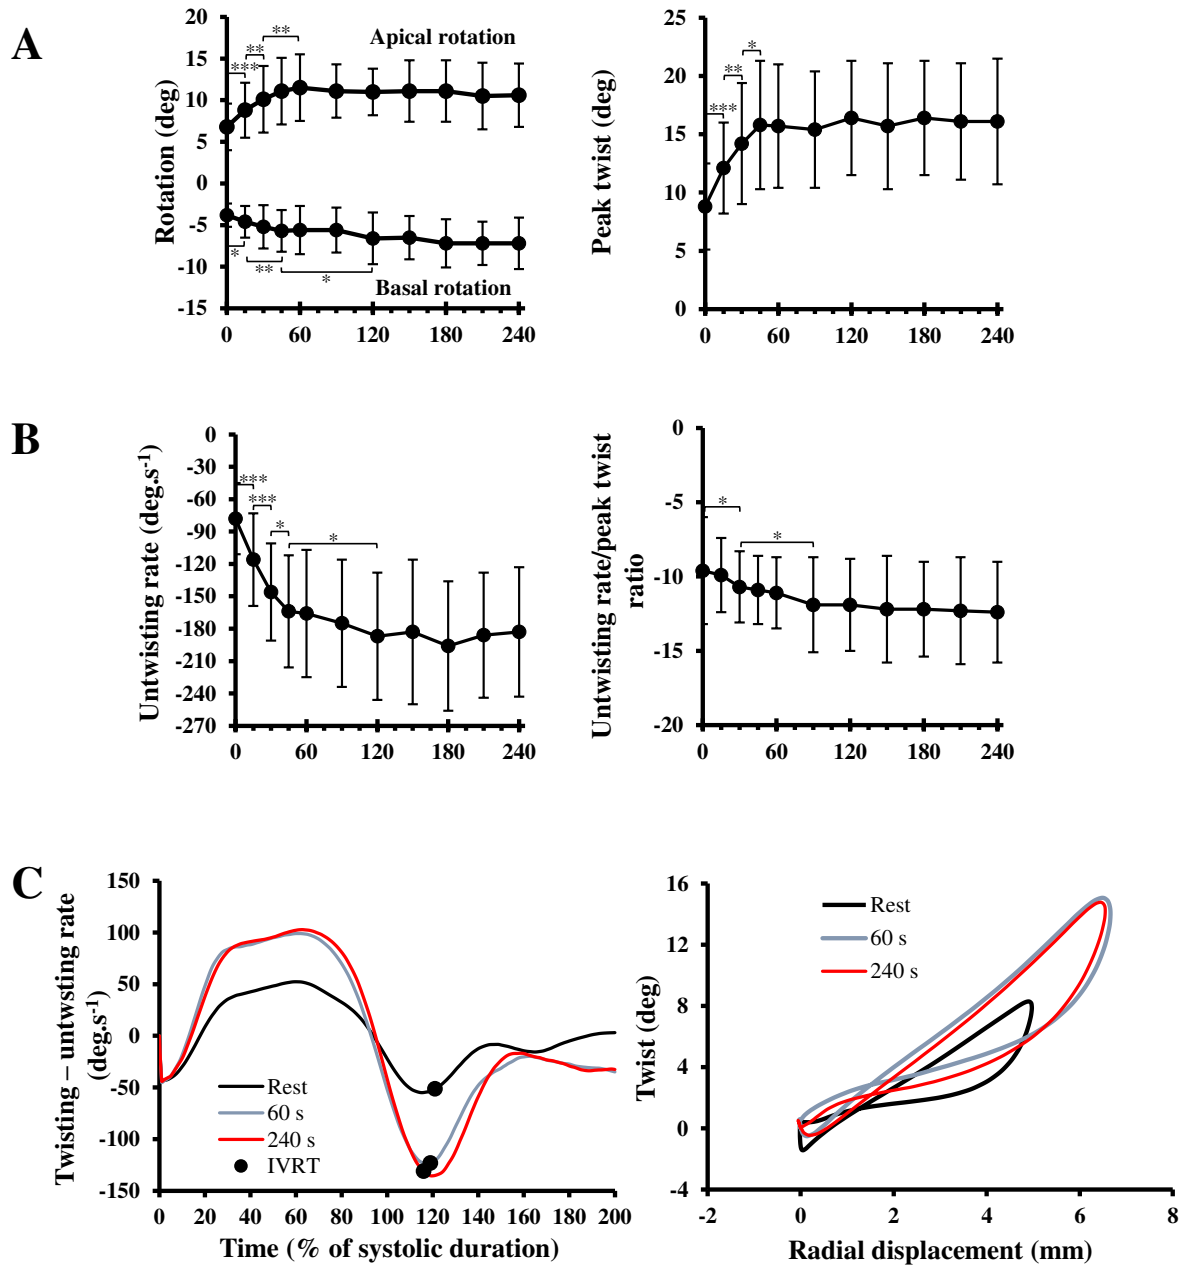 A
Rotation (deg)
20
15
10
5
0
-5
-10
-15
*** ** **
Apical rotation
* ** *
Basal rotation
0 60 120 180 240
Peak twist (deg)
25
20
15
10
5
0
*** ** *
0 60 120 180 240
B
Untwisting rate (deg.s-1)
0
-30
-60
-90
-120
-150
-180
-210
-240
-270
***
***
* *
0 60 120 180 240
Untwisting rate/peak twist
ratio
0
-5
-10
-15
-20
*
*
0 60 120 180 240
C
Twisting – untwsting rate
(deg.s-1)
150
100
50
0
-50
-100
-150
Rest
60 s
240 s
IVRT
0 20 40 60 80 100 120 140 160 180 200
Time (% of systolic duration)
Twist (deg)
16
12
8
4
0
-4
Rest
60 s
240 s
-2 0 2 4 6 8
Radial displacement (mm)